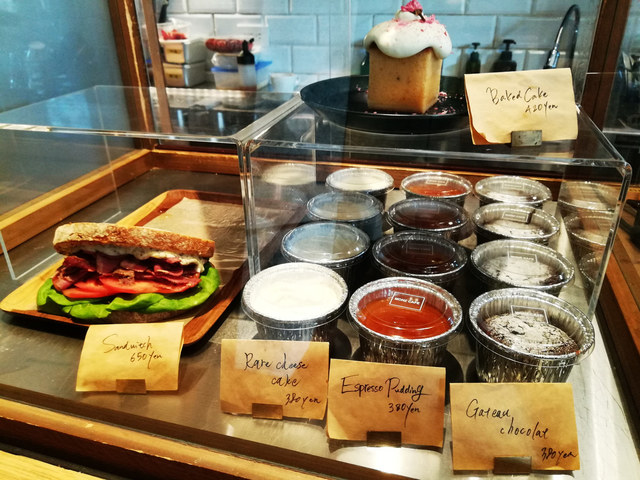 Baked Cake
420yen
Sandwich
650yen
Rare cheese
cake
380yen
Espresso Pudding
380yen
Gateau
chocolat
380yen